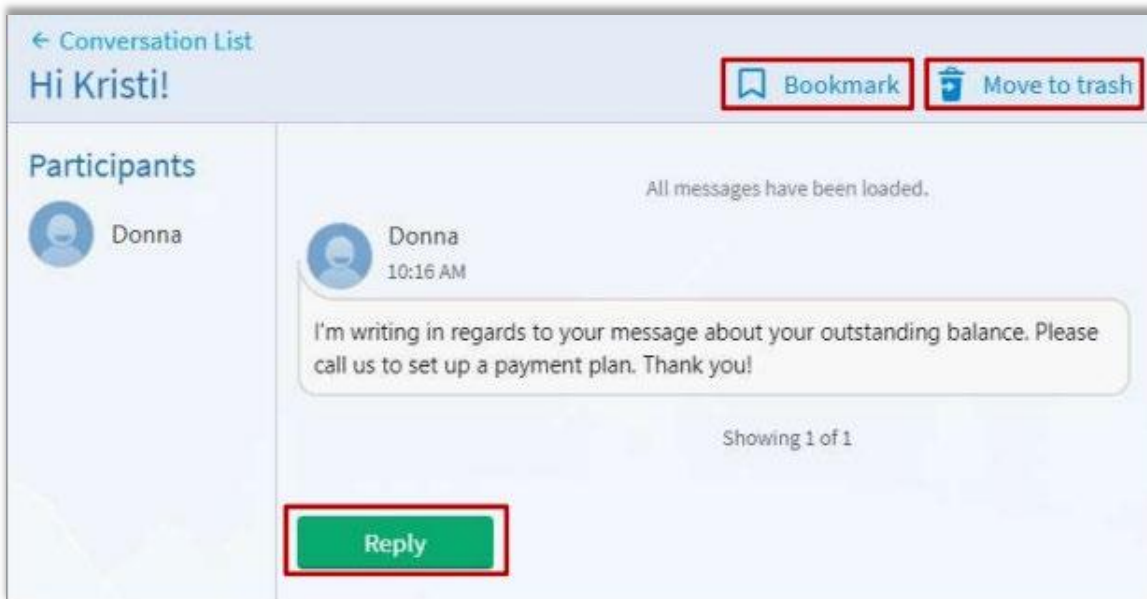 ← Conversation List
Hi Kristi!
Bookmark
Move to trash
Participants
Donna
All messages have been loaded.
Donna
10:16 AM
I'm writing in regards to your message about your outstanding balance. Please
call us to set up a payment plan. Thank you!
Showing 1 of 1
Reply